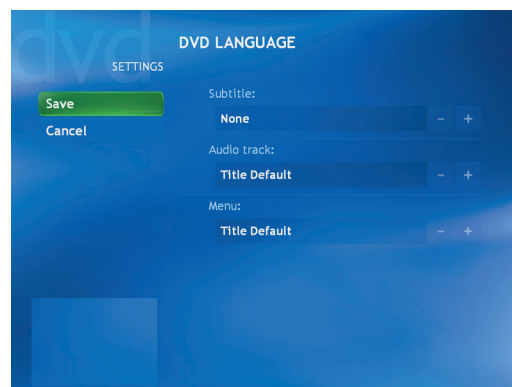 dvd
DVD LANGUAGE
SETTINGS
Save
Cancel
Subtitle:
None - +
Audio track:
Title Default - +
Menu:
Title Default - +